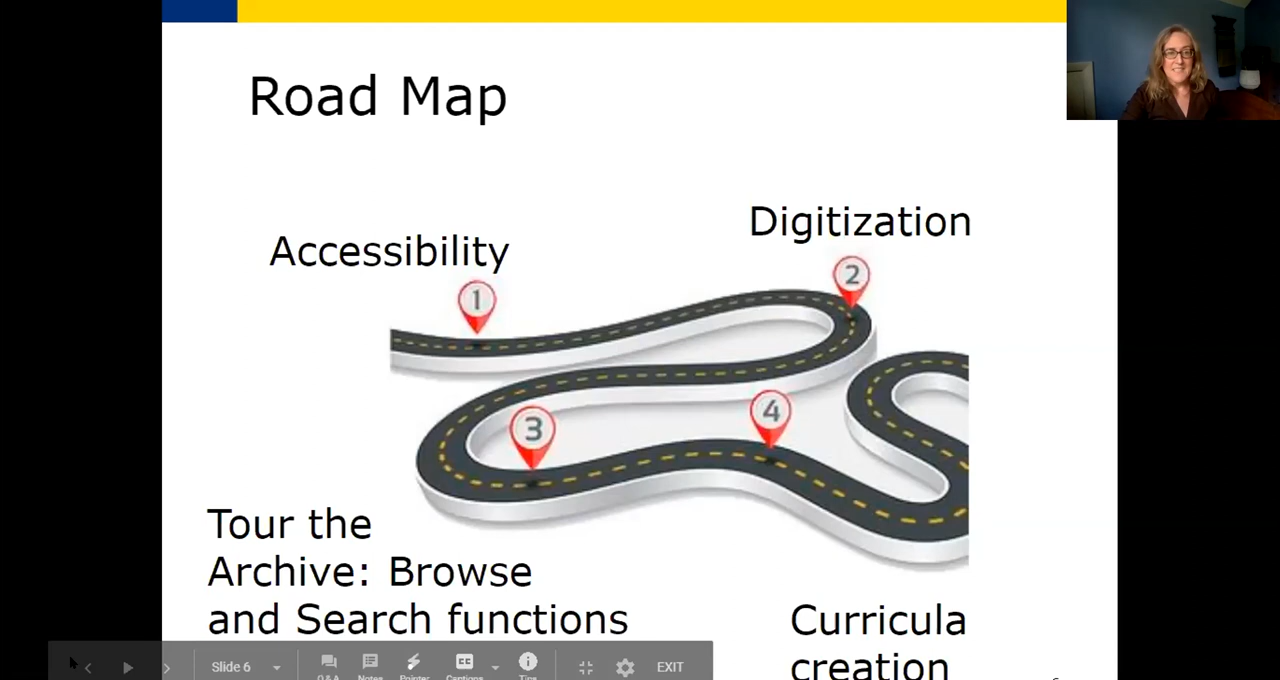 Road Map
Accessibility
Digitization
1
2
3
4
Tour the
Archive: Browse
and Search functions
Curricula
creation
Slide 6
Q&A
Notes
Pointer
Captions
Tips
EXIT